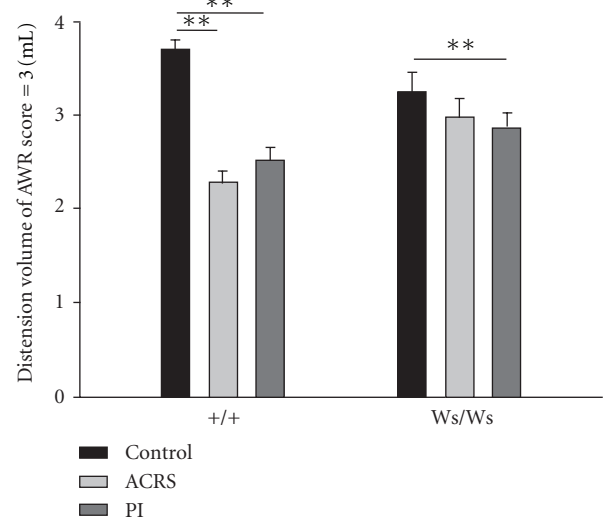 **
**
**
4
3
2
1
0
Distension volume of AWR score = 3 (mL)
+/+
Ws/Ws
Control
ACRS
PI